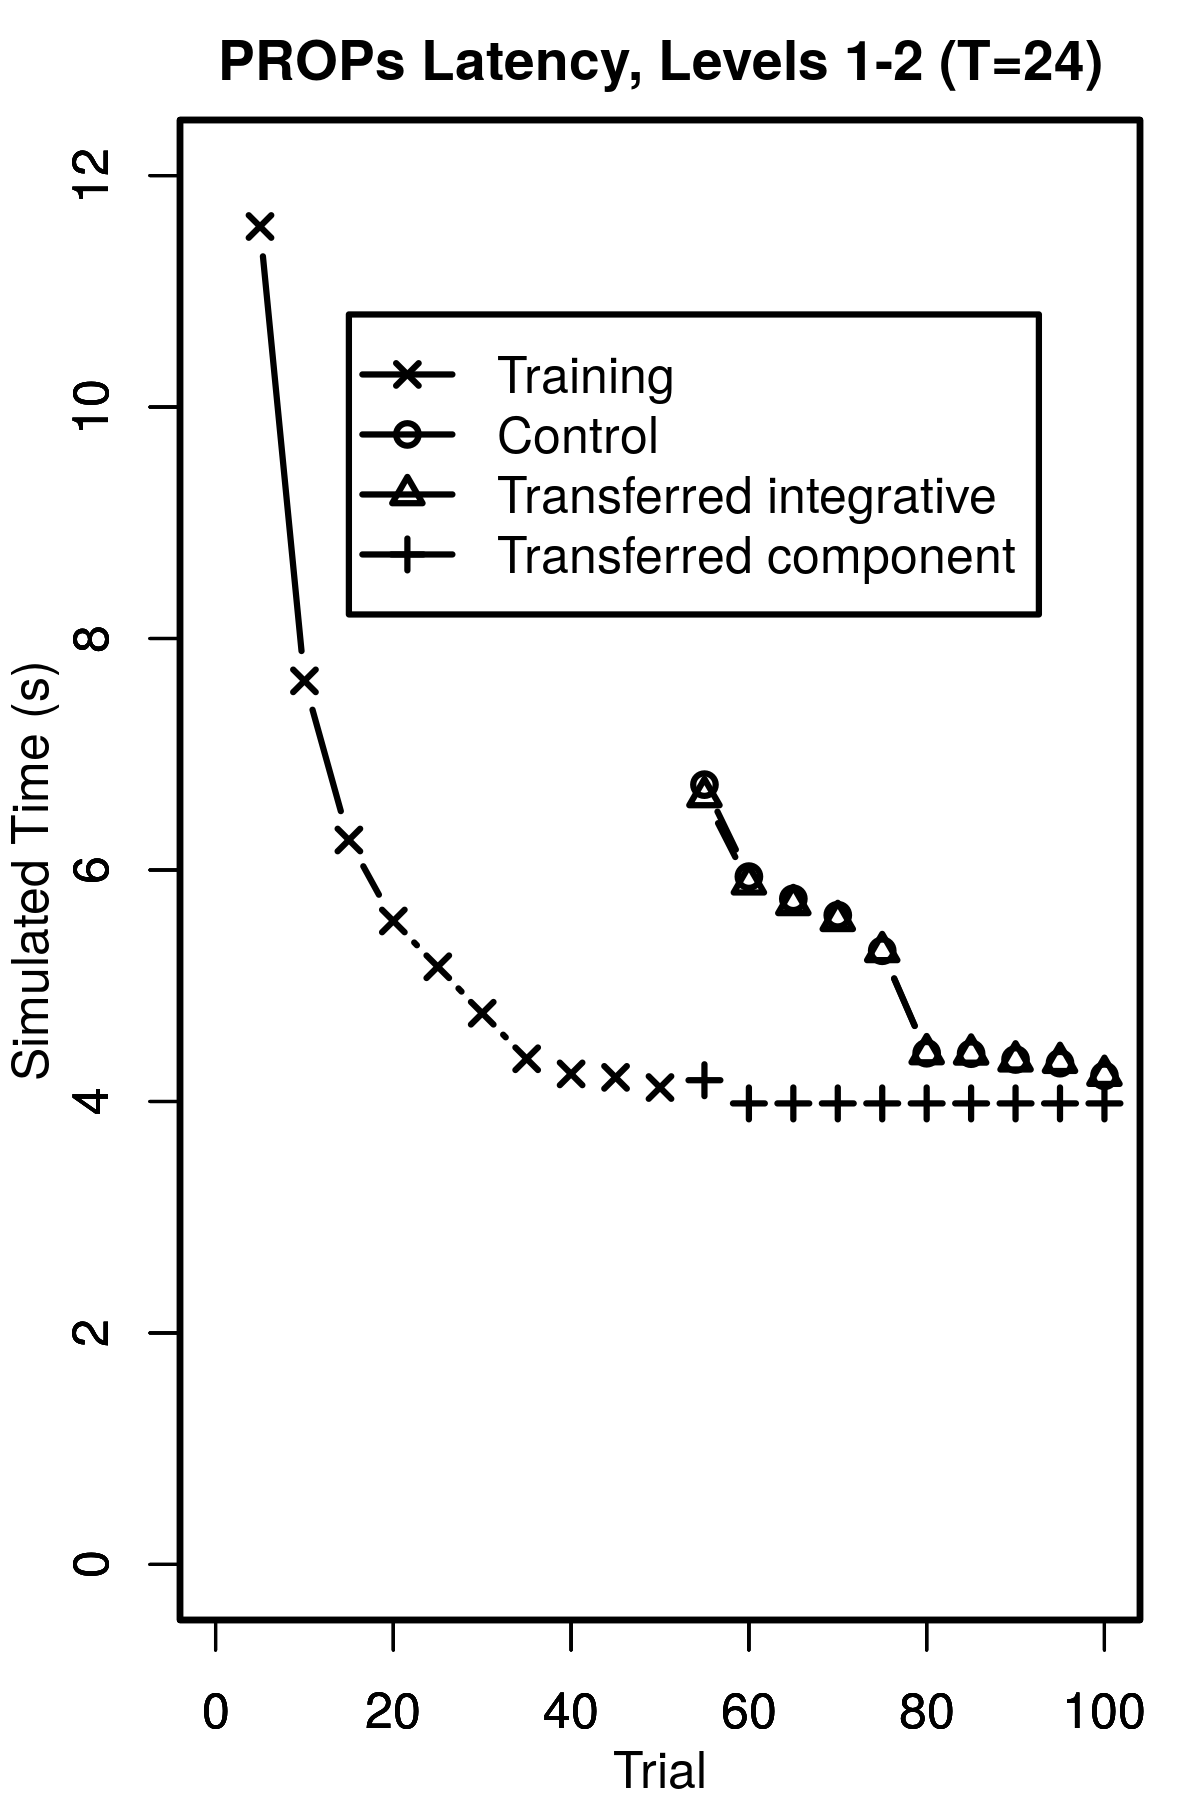 PROPs Latency, Levels 1-2 (T=24)
12
10
8
6
4
2
0
Simulated Time (s)
Training
Control
Transferred integrative
Transferred component
0 20 40 60 80 100
Trial